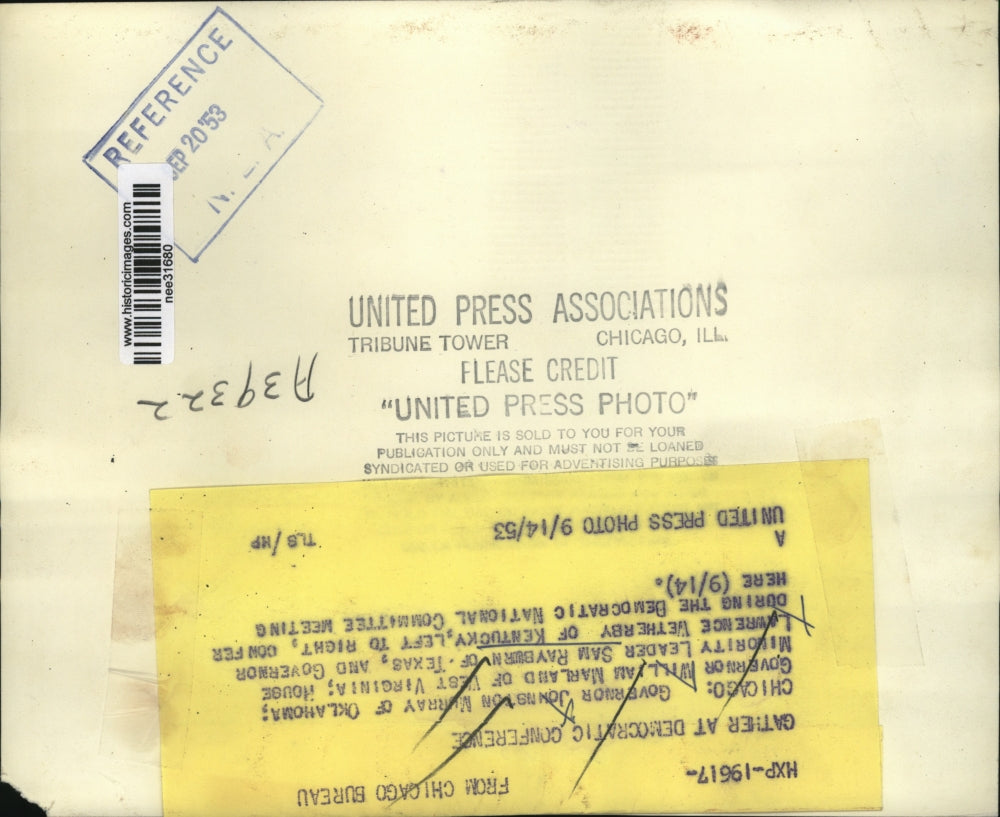 REFERENCE
SEP 20 '53
N. E. A.
www.historicimages.com
nee31680
A39322
UNITED PRESS ASSOCIATIONS
TRIBUNE TOWER CHICAGO, ILL.
PLEASE CREDIT
"UNITED PRESS PHOTO"
THIS PICTURE IS SOLD TO YOU FOR YOUR
PUBLICATION ONLY AND MUST NOT BE LOANED
SYNDICATED OR USED FOR ADVERTISING PURPOSES
HXP-19617- FROM CHICAGO BUREAU
GATHER AT DEMOCRATIC CONFERENCE
CHICAGO: GOVERNOR JOHNSTON MURRAY OF OKLAHOMA;
GOVERNOR WILLIAM MARLAND OF WEST VIRGINIA; HOUSE
MINORITY LEADER SAM RAYBURN OF TEXAS, AND GOVERNOR
LAWRENCE WETHERBY OF KENTUCKY, LEFT TO RIGHT, CONFER
DURING THE DEMOCRATIC NATIONAL COMMITTEE MEETING
HERE (9/14).
A TLS/MP
UNITED PRESS PHOTO 9/14/53